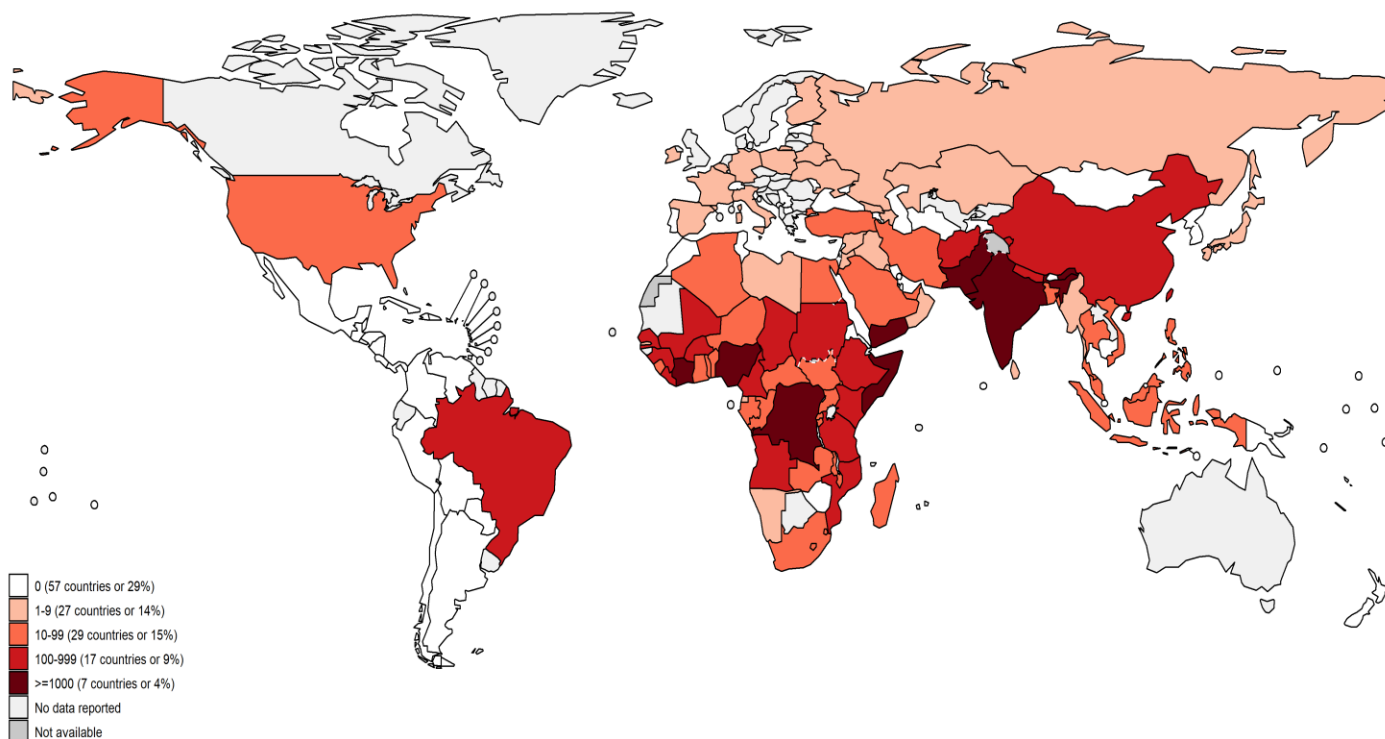 0 (57 countries or 29%)
1-9 (27 countries or 14%)
10-99 (29 countries or 15%)
100-999 (17 countries or 9%)
>=1000 (7 countries or 4%)
No data reported
Not available